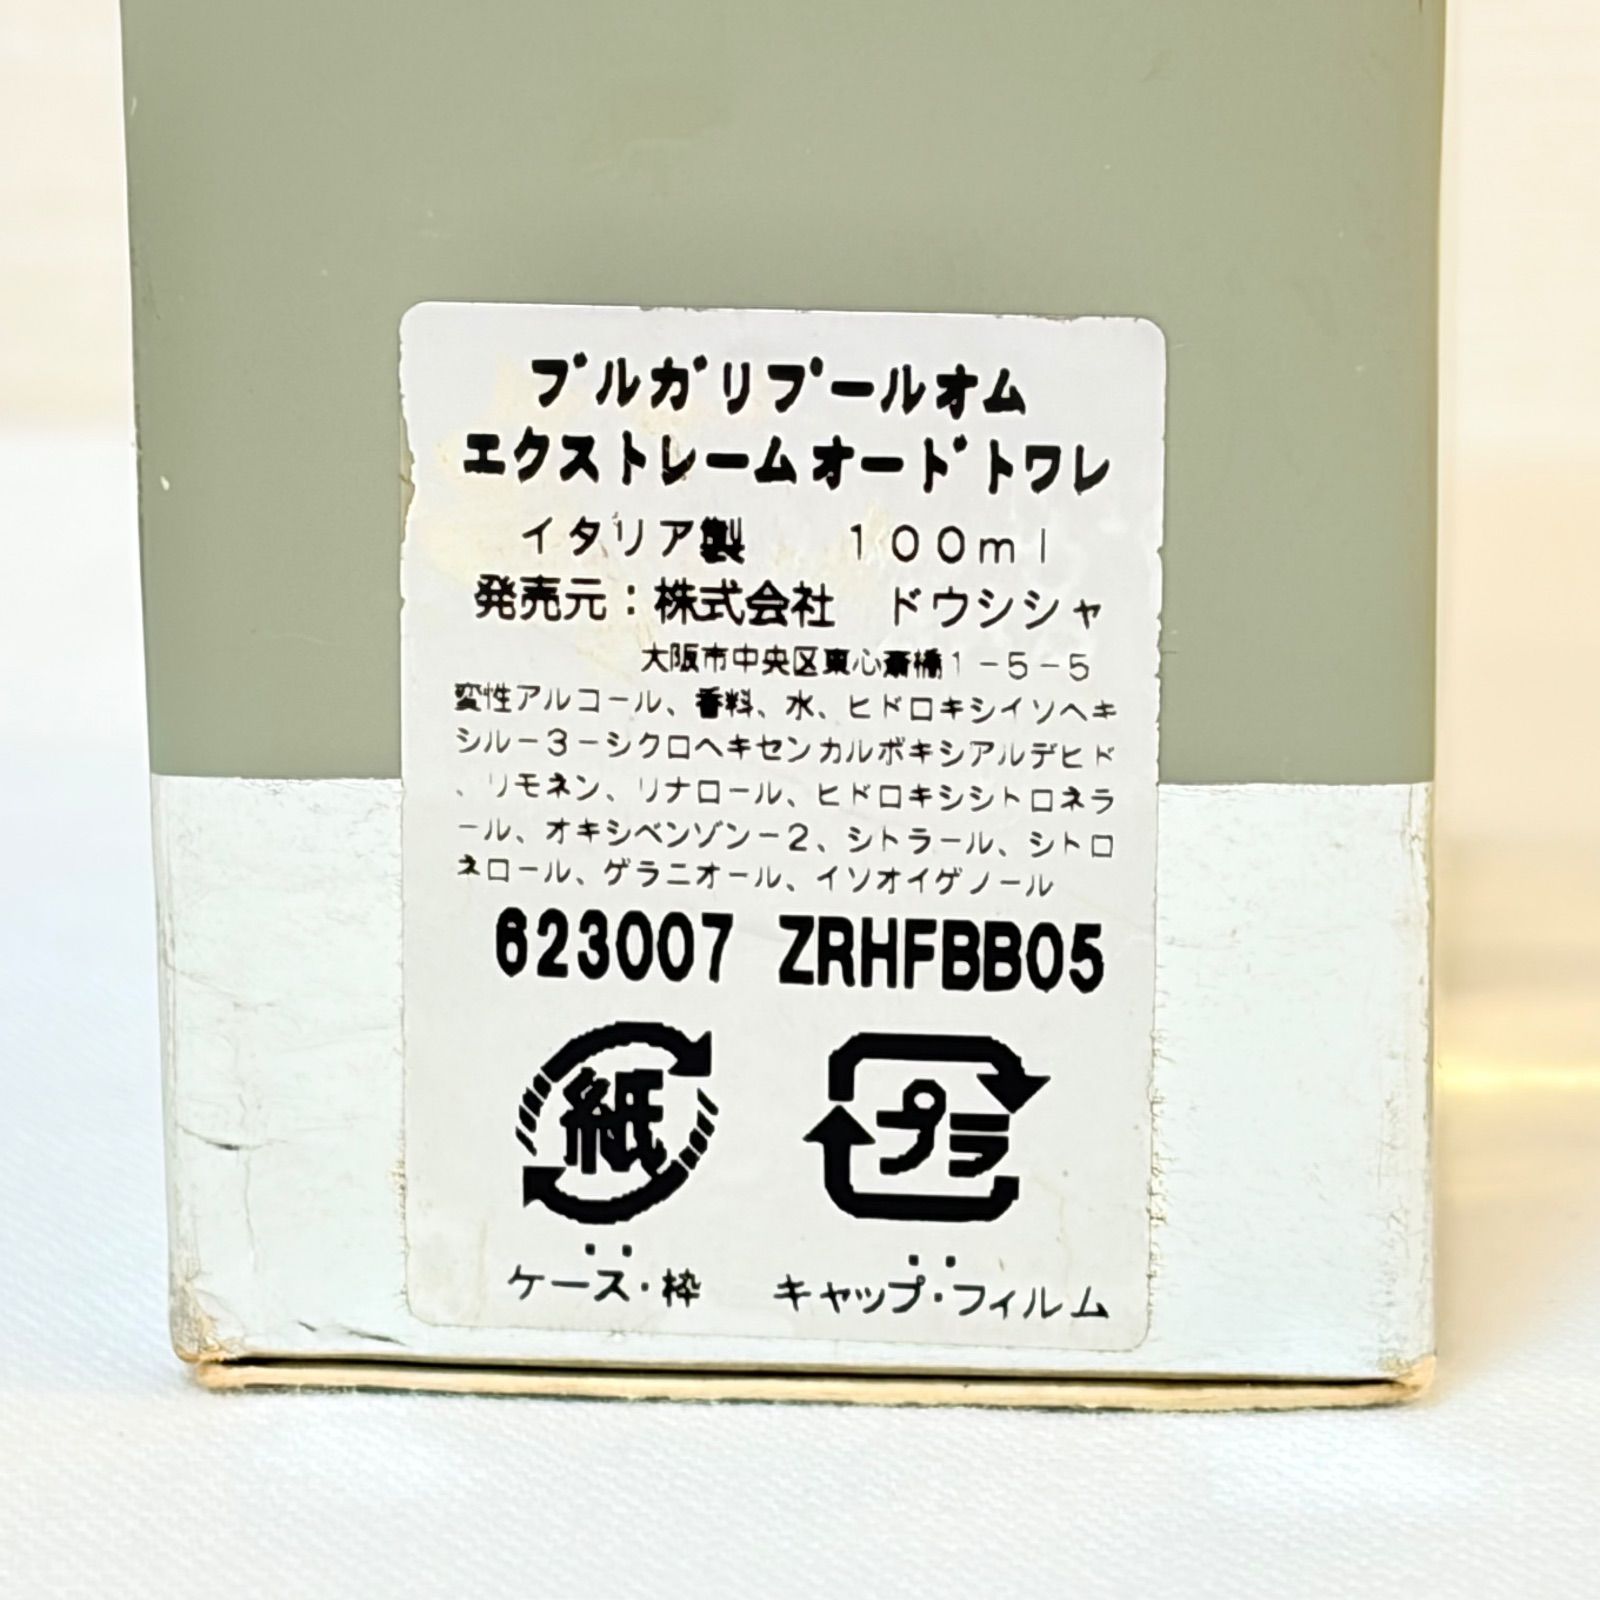 ブルガリプールオム
エクストレームオードトワレ
イタリア製　100ml
発売元：株式会社　ドウシシャ
大阪市中央区東心斎橋1-5-5
変性アルコール、香料、水、ヒドロキシイソヘキ
シル-3-シクロヘキセンカルボキシアルデヒド
、リモネン、リナロール、ヒドロキシシトロネラ
ール、オキシベンゾン-2、シトラール、シトロ
ネロール、ゲラニオール、イソオイゲノール
623007 ZRHFBB05
紙 プラ
ケース・枠 キャップ・フィルム